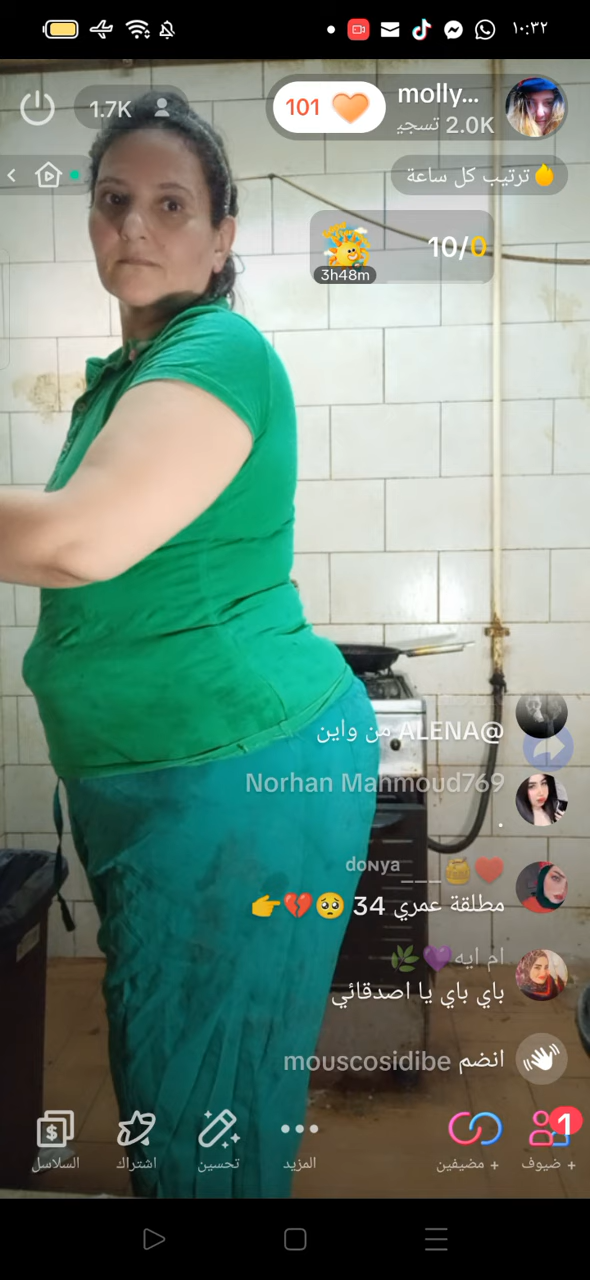 ١٠:٣٢
molly...
101
2.0K تسجي
1.7K
ترتيب كل ساعة
10/0
3h48m
@ALENA من واين
Norhan Mahmoud769
.
doɴya___🍯♥️
مطلقة عمري 34 🥺💔👉
ام ايه💜🌿
باي باي يا اصدقائي
mouscosidibe انضم
1
+ ضيوف
+ مضيفين
المزيد
تحسين
اشتراك
السلاسل